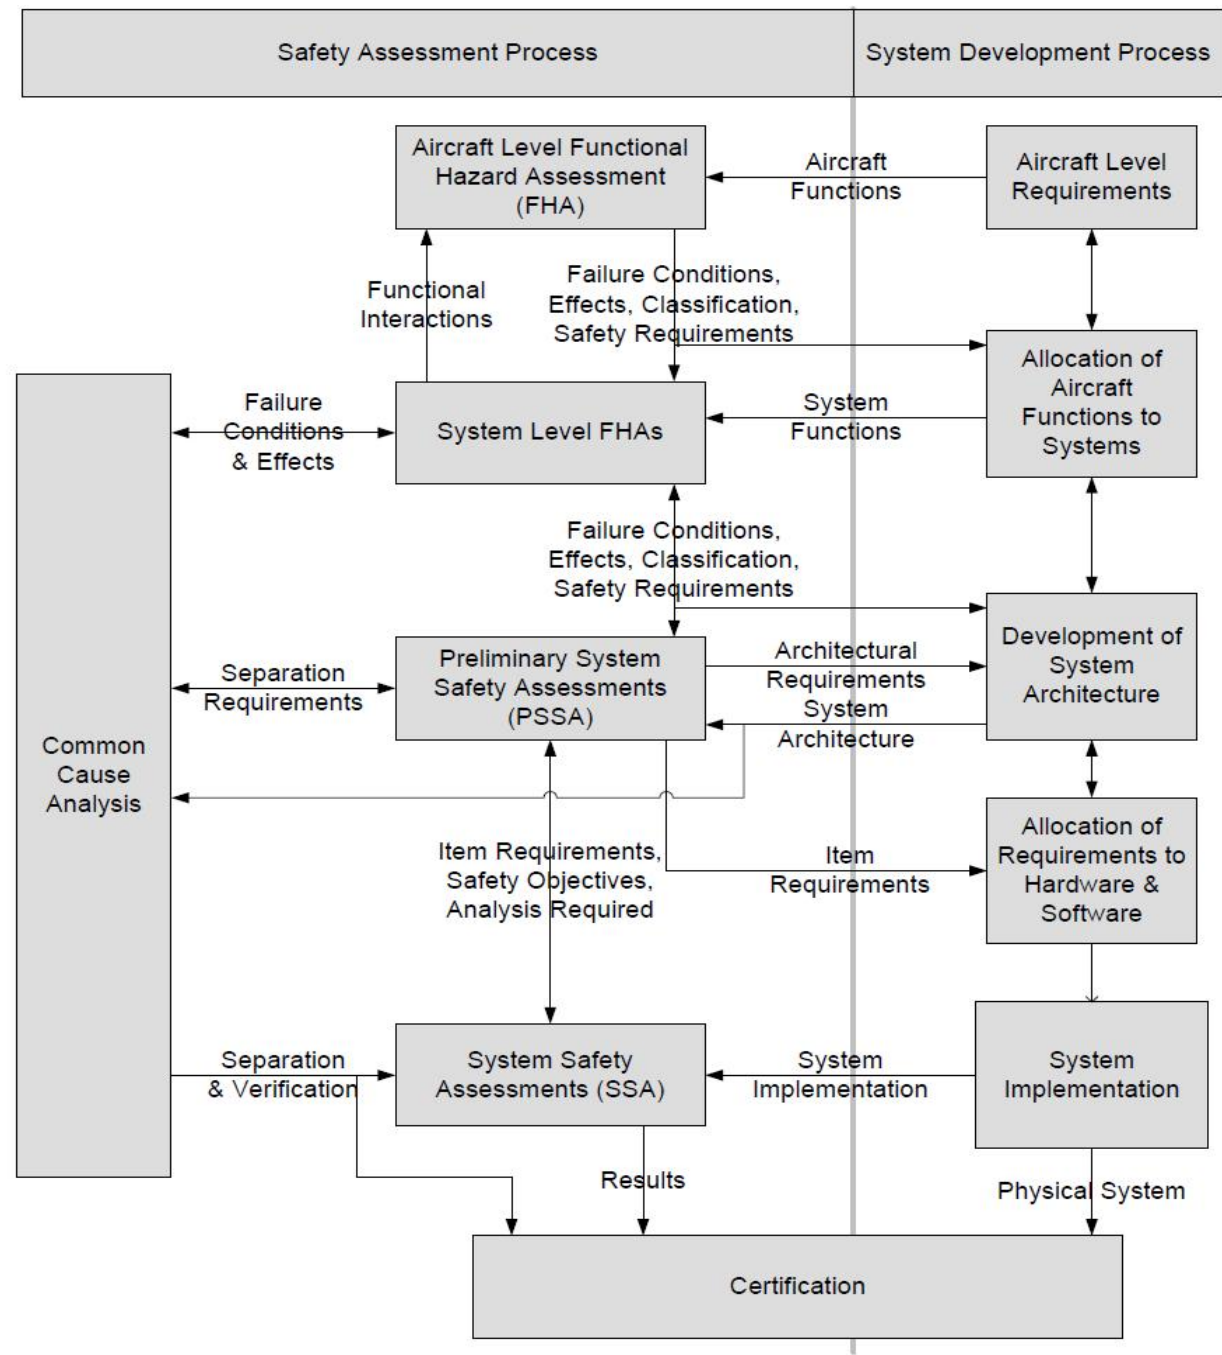 Safety Assessment Process
System Development Process
Aircraft Level Functional
Hazard Assessment
(FHA)
Aircraft
Functions
Aircraft Level
Requirements
Functional
Interactions
Failure Conditions,
Effects, Classification,
Safety Requirements
Allocation of
Aircraft
Functions to
Systems
Failure
Conditions
& Effects
System Level FHAs
System
Functions
Failure Conditions,
Effects, Classification,
Safety Requirements
Separation
Requirements
Preliminary System
Safety Assessments
(PSSA)
Architectural
Requirements
System
Architecture
Development of
System
Architecture
Common
Cause
Analysis
Item Requirements,
Safety Objectives,
Analysis Required
Item
Requirements
Allocation of
Requirements to
Hardware &
Software
Separation
& Verification
System Safety
Assessments (SSA)
System
Implementation
System
Implementation
Results
Physical System
Certification